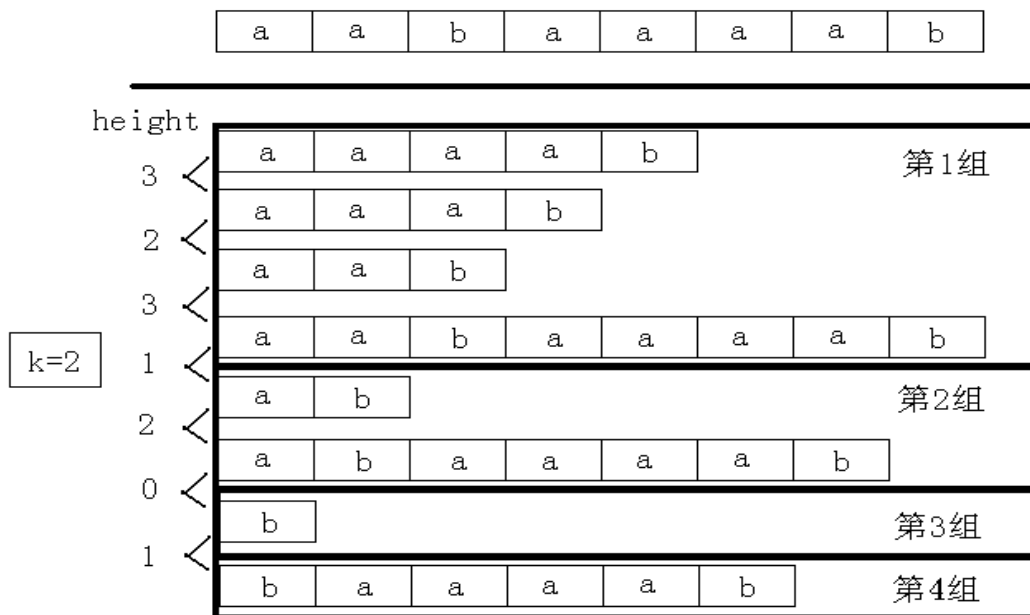 a a b a a a a b
height
a a a a b 第1组
3
a a a b
2
a a b
3
a a b a a a a b
k=2 1
a b 第2组
2
a b a a a a b
0
b 第3组
1
b a a a a b 第4组